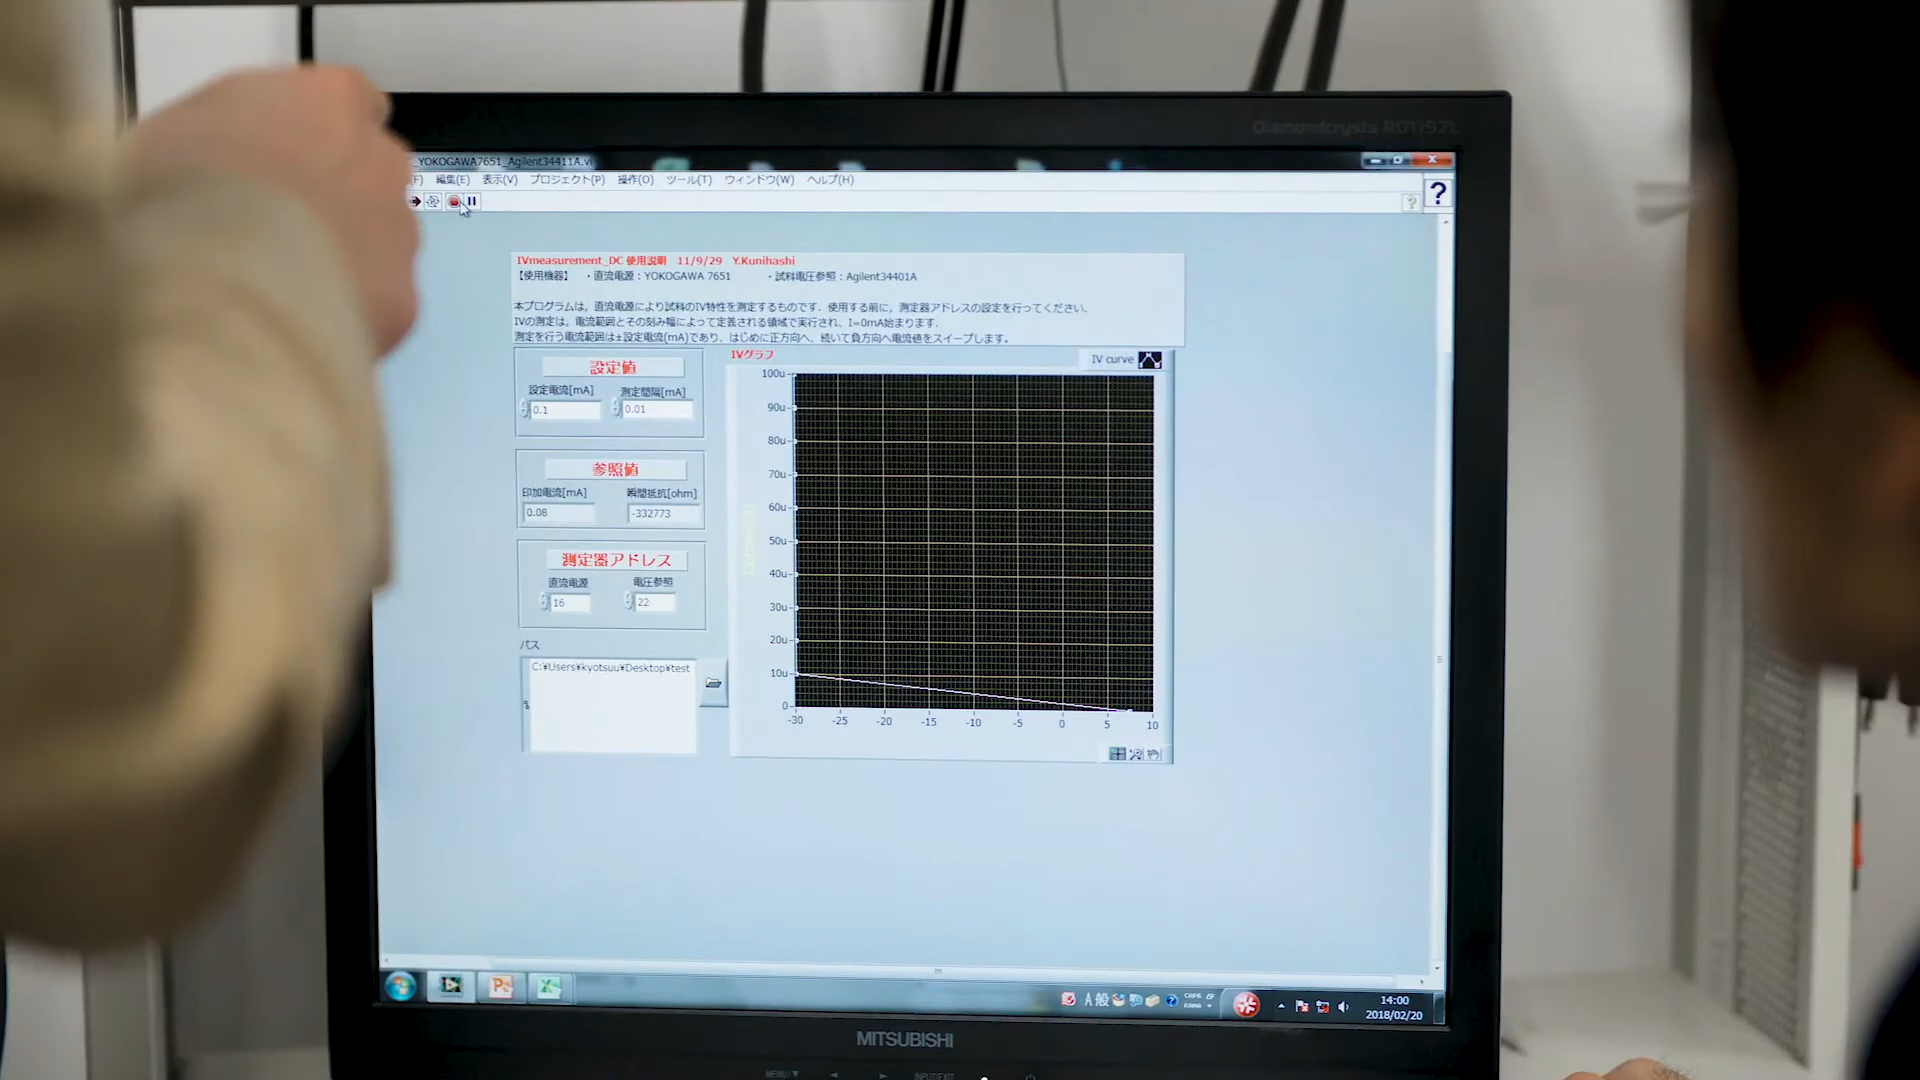 Diamondcrysta RDT197L
_YOKOGAWA7651_Agilent34411A.vi
(F) 編集(E) 表示(V) プロジェクト(P) 操作(O) ツール(T) ウィンドウ(W) ヘルプ(H)
?
IVmeasurement_DC 使用説明 11/9/29 Y.Kunihashi
【使用機器】 ・直流電源：YOKOGAWA 7651 ・試料電圧参照：Agilent34401A
本プログラムは，直流電源により試料のIV特性を測定するものです．使用する前に，測定器アドレスの設定を行ってください．
IVの測定は，電流範囲とその刻み幅によって定義される領域で実行され、I=0mA始まります．
測定を行う電流範囲は±設定電流(mA)であり、はじめに正方向へ、続いて負方向へ電流値をスイープします。
設定値
設定電流[mA] 測定間隔[mA]
0.1 0.01
参照値
印加電流[mA] 瞬間抵抗[ohm]
0.08 -332773
測定器アドレス
直流電源 電圧参照
16 22
パス
C:¥Users¥kyotsuu¥Desktop¥test
IVグラフ
IV curve
100u
90u
80u
70u
60u
50u
40u
30u
20u
10u
0
-30 -25 -20 -15 -10 -5 0 5 10
A 般
CAPS
KANA
14:00
2018/02/20
MITSUBISHI
MENU/▼ INPUT/EXIT